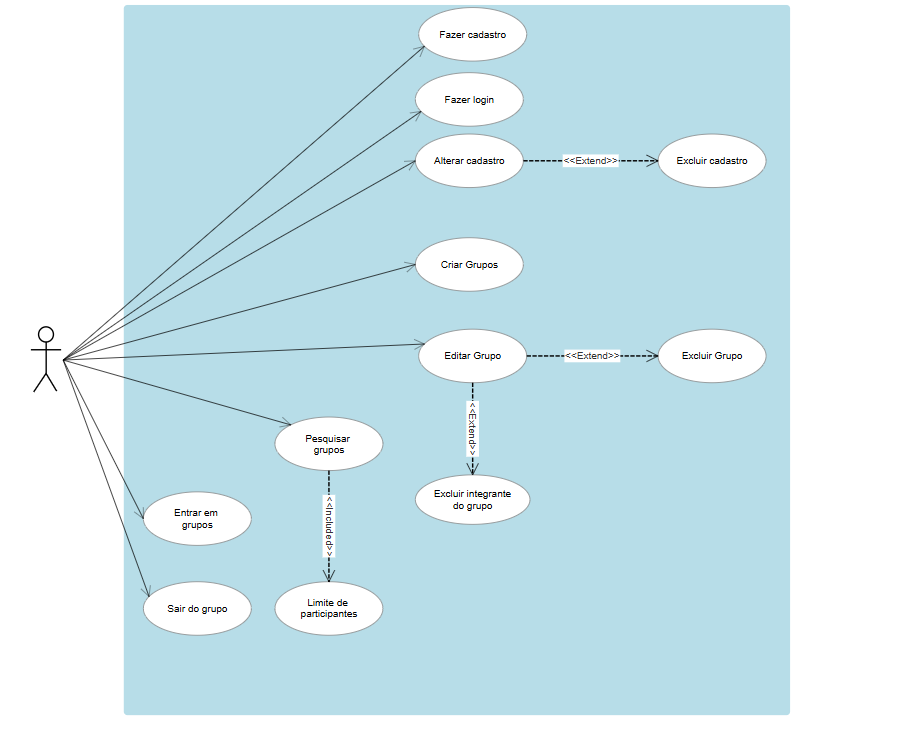 Fazer cadastro
Fazer login
Alterar cadastro
<<Extend>>
Excluir cadastro
Criar Grupos
Editar Grupo
<<Extend>>
Excluir Grupo
<<Extend>>
Pesquisar
grupos
Excluir integrante
do grupo
Entrar em
grupos
<<Included>>
Sair do grupo
Limite de
participantes